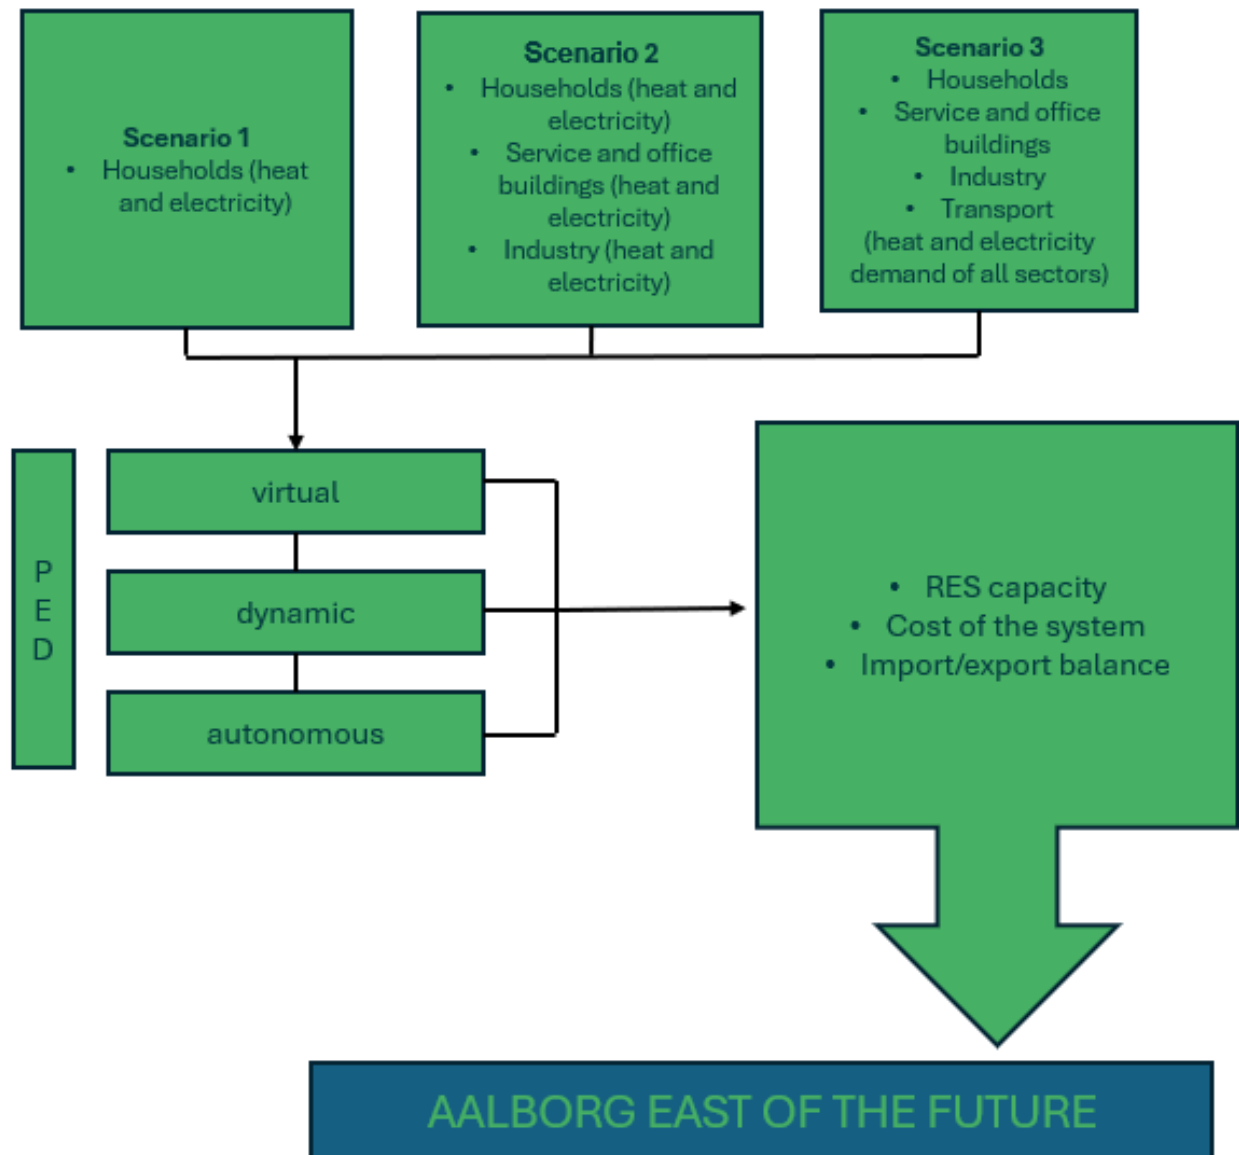 Scenario 1
• Households (heat
and electricity)
Scenario 2
• Households (heat and
electricity)
• Service and office
buildings (heat and
electricity)
• Industry (heat and
electricity)
Scenario 3
• Households
• Service and office
buildings
• Industry
• Transport
(heat and electricity
demand of all sectors)
P
E
D
virtual
dynamic
autonomous
• RES capacity
• Cost of the system
• Import/export balance
AALBORG EAST OF THE FUTURE